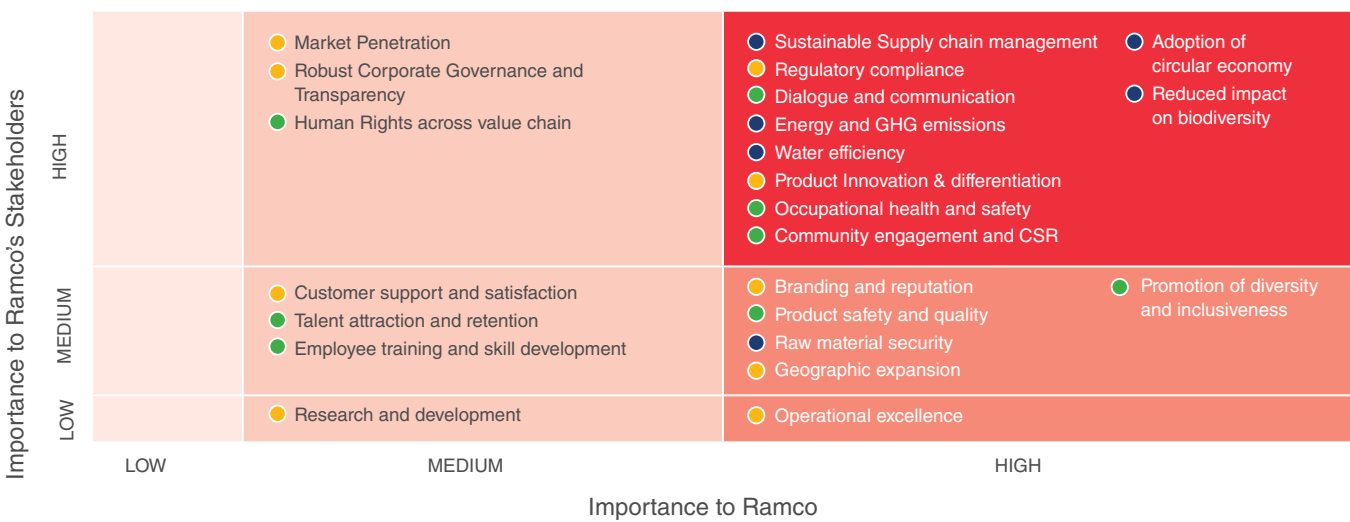 Importance to Ramco's Stakeholders
HIGH
Market Penetration
Robust Corporate Governance and
Transparency
Human Rights across value chain
Sustainable Supply chain management
Regulatory compliance
Dialogue and communication
Energy and GHG emissions
Water efficiency
Product Innovation & differentiation
Occupational health and safety
Community engagement and CSR
Adoption of
circular economy
Reduced impact
on biodiversity
MEDIUM
Customer support and satisfaction
Talent attraction and retention
Employee training and skill development
Branding and reputation
Product safety and quality
Raw material security
Geographic expansion
Promotion of diversity
and inclusiveness
LOW
Research and development
Operational excellence
LOW
MEDIUM
HIGH
Importance to Ramco